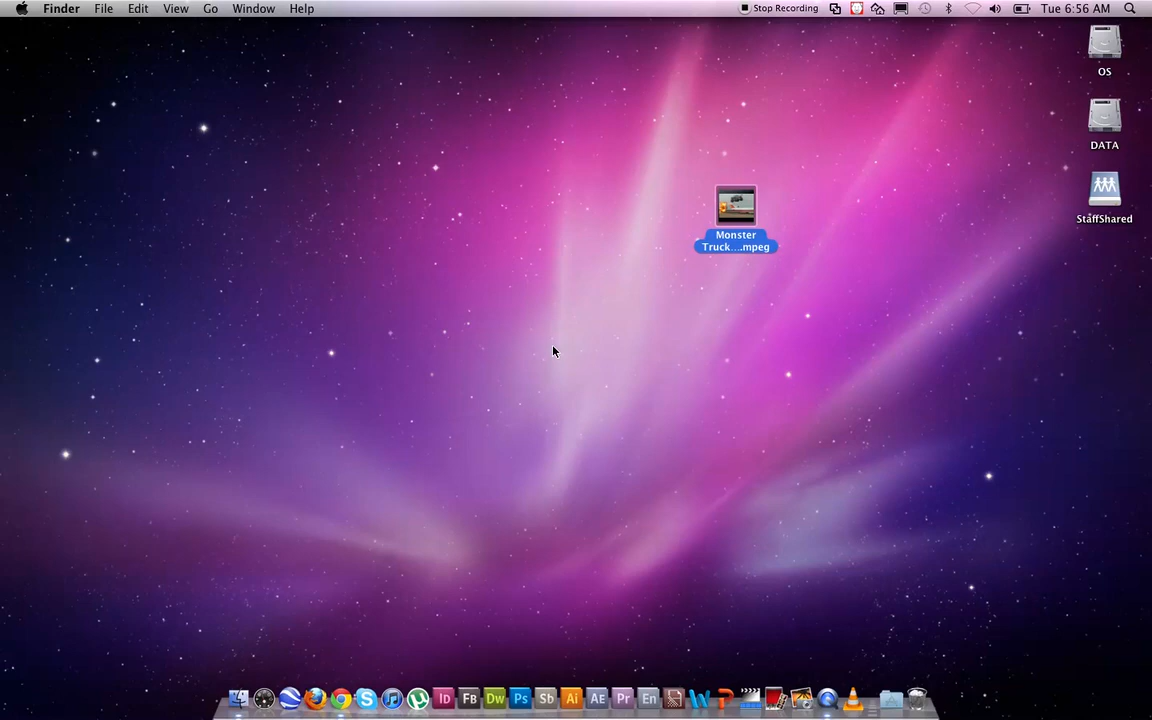 Finder File Edit View Go Window Help Stop Recording Tue 6:56 AM
OS
DATA
StaffShared
Monster
Truck....mpeg
Id Fb Dw Ps Sb Ai AE Pr En